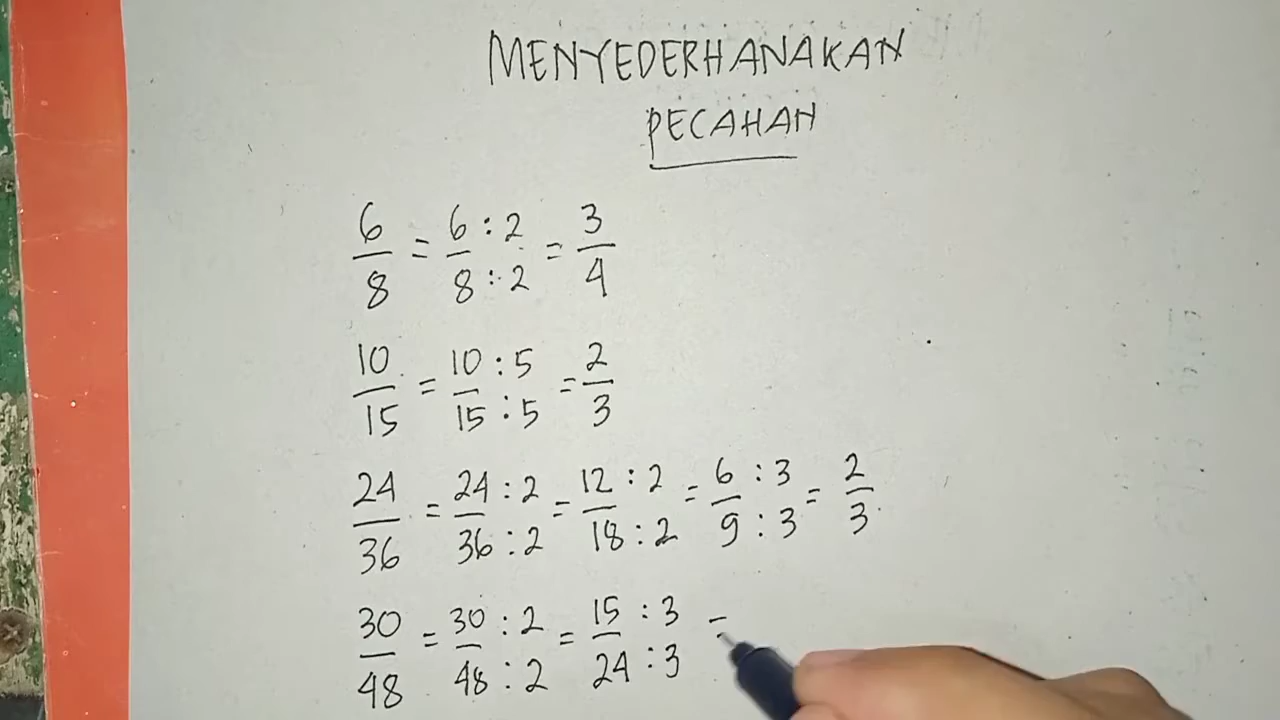 MENYEDERHANAKAN
PECAHAN
6/8 = 6 : 2 / 8 : 2 = 3/4
10/15 = 10 : 5 / 15 : 5 = 2/3
24/36 = 24 : 2 / 36 : 2 = 12 : 2 / 18 : 2 = 6 : 3 / 9 : 3 = 2/3
30/48 = 30 : 2 / 48 : 2 = 15 : 3 / 24 : 3 =